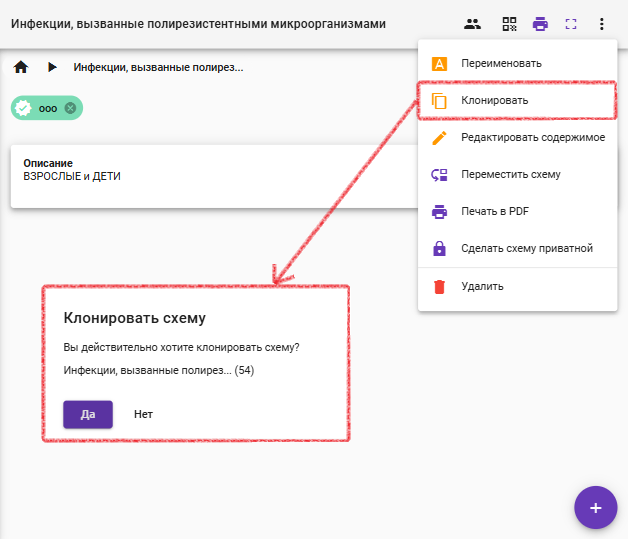 Инфекции, вызванные полирезистентными микроорганизмами
Инфекции, вызванные полирез...
ооо
Описание
ВЗРОСЛЫЕ и ДЕТИ
Переименовать
Клонировать
Редактировать содержимое
Переместить схему
Печать в PDF
Сделать схему приватной
Удалить
Клонировать схему
Вы действительно хотите клонировать схему?
Инфекции, вызванные полирез... (54)
Да Нет